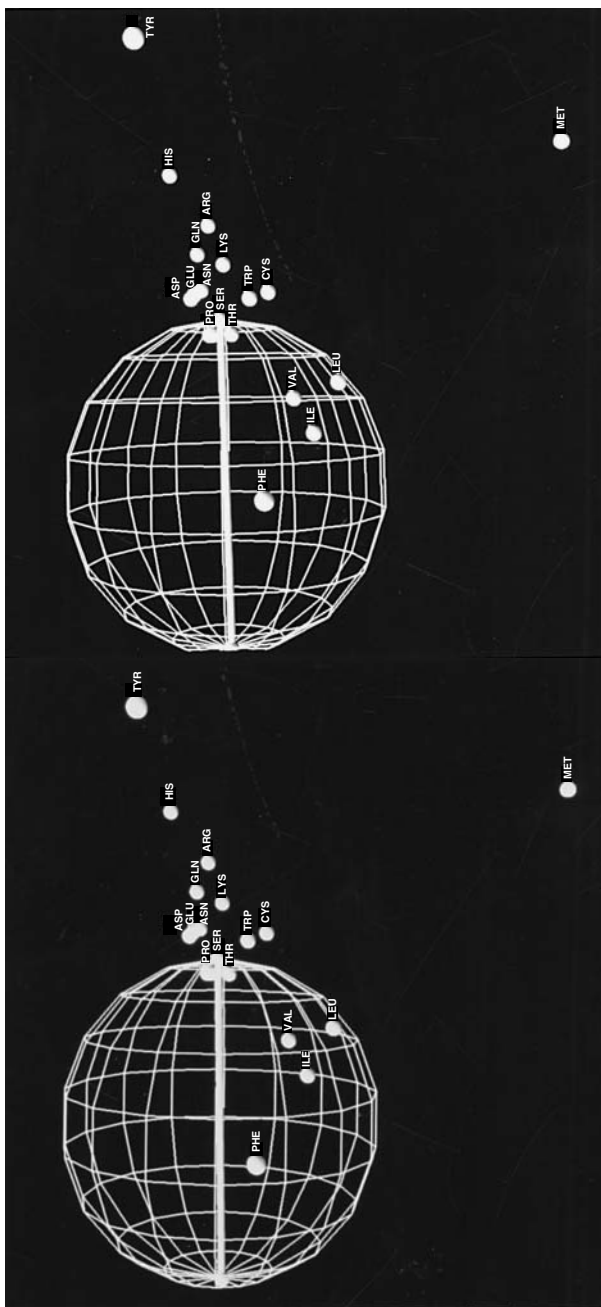 TYR
MET
HIS
ARG
GLN
LYS
CYS
TRP
ASN
GLU
ASP
SER
PRO
THR
LEU
VAL
ILE
PHE
TYR
MET
HIS
ARG
GLN
LYS
CYS
TRP
ASN
GLU
ASP
SER
PRO
THR
LEU
VAL
ILE
PHE